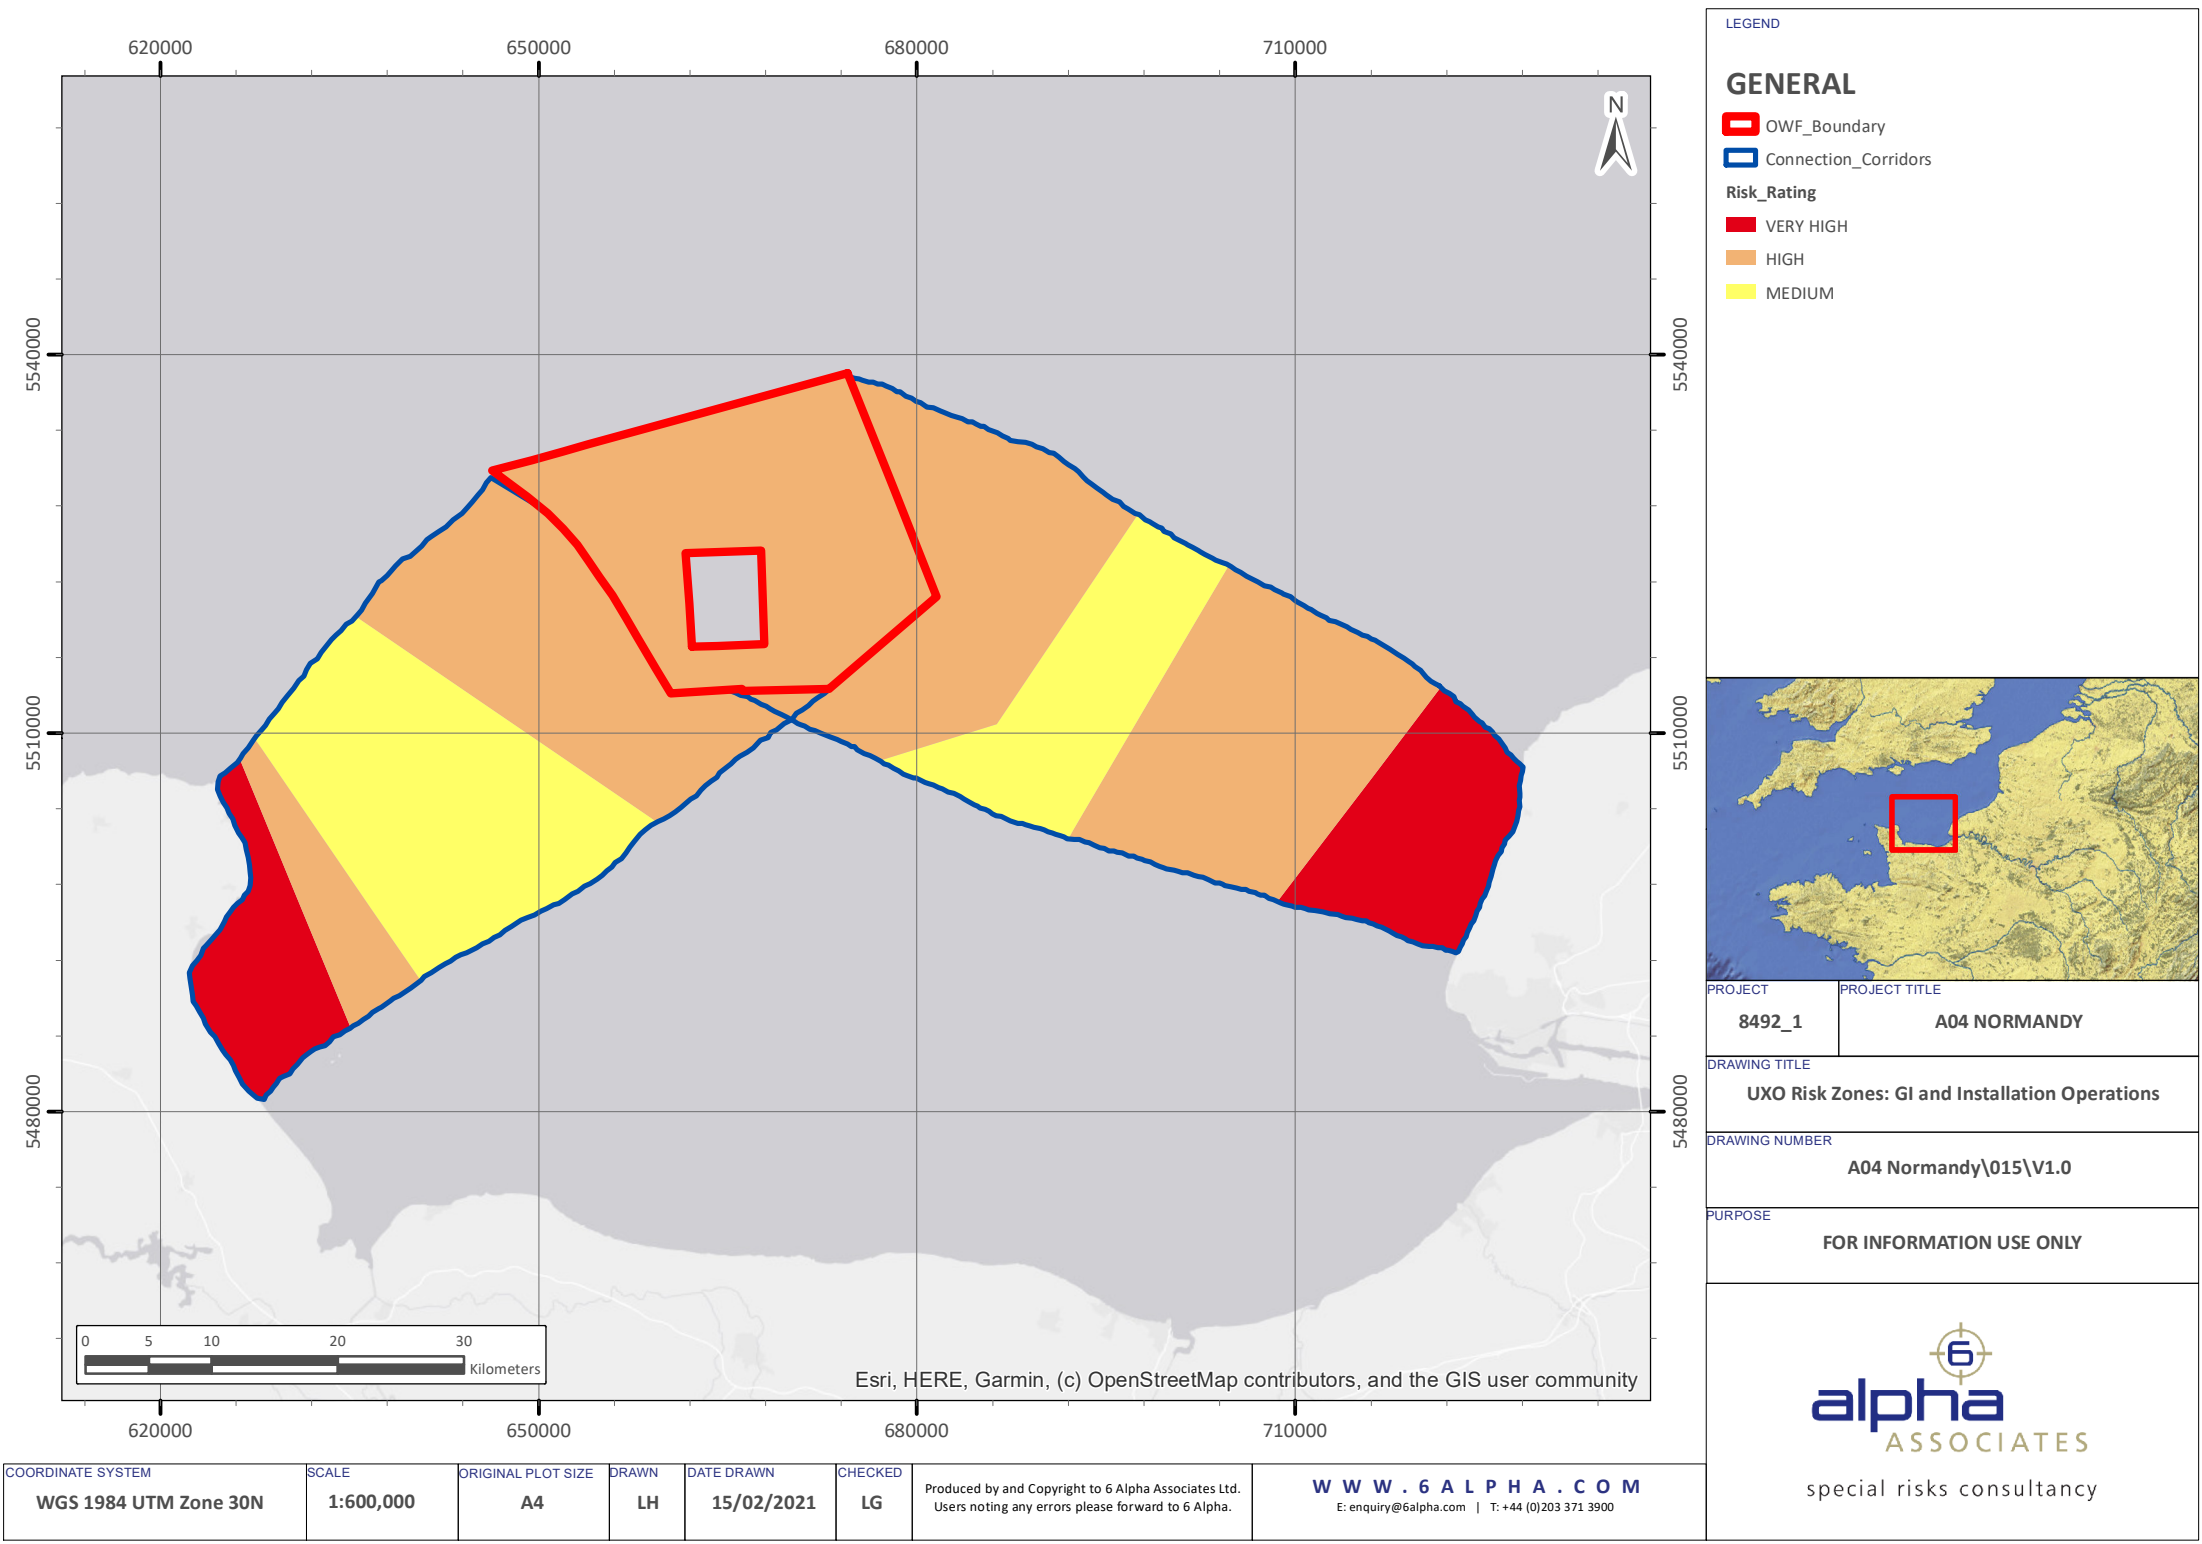 620000 650000 680000 710000
N
5540000 5540000
5510000 5510000
5480000 5480000
0 5 10 20 30
Kilometers
Esri, HERE, Garmin, (c) OpenStreetMap contributors, and the GIS user community
620000 650000 680000 710000
LEGEND
GENERAL
OWF_Boundary
Connection_Corridors
Risk_Rating
VERY HIGH
HIGH
MEDIUM
PROJECT
8492_1
PROJECT TITLE
A04 NORMANDY
DRAWING TITLE
UXO Risk Zones: GI and Installation Operations
DRAWING NUMBER
A04 Normandy\015\V1.0
PURPOSE
FOR INFORMATION USE ONLY
6
alpha
ASSOCIATES
special risks consultancy
COORDINATE SYSTEM
WGS 1984 UTM Zone 30N
SCALE
1:600,000
ORIGINAL PLOT SIZE
A4
DRAWN
LH
DATE DRAWN
15/02/2021
CHECKED
LG
Produced by and Copyright to 6 Alpha Associates Ltd.
Users noting any errors please forward to 6 Alpha.
WWW.6ALPHA.COM
E: enquiry@6alpha.com | T: +44 (0)203 371 3900